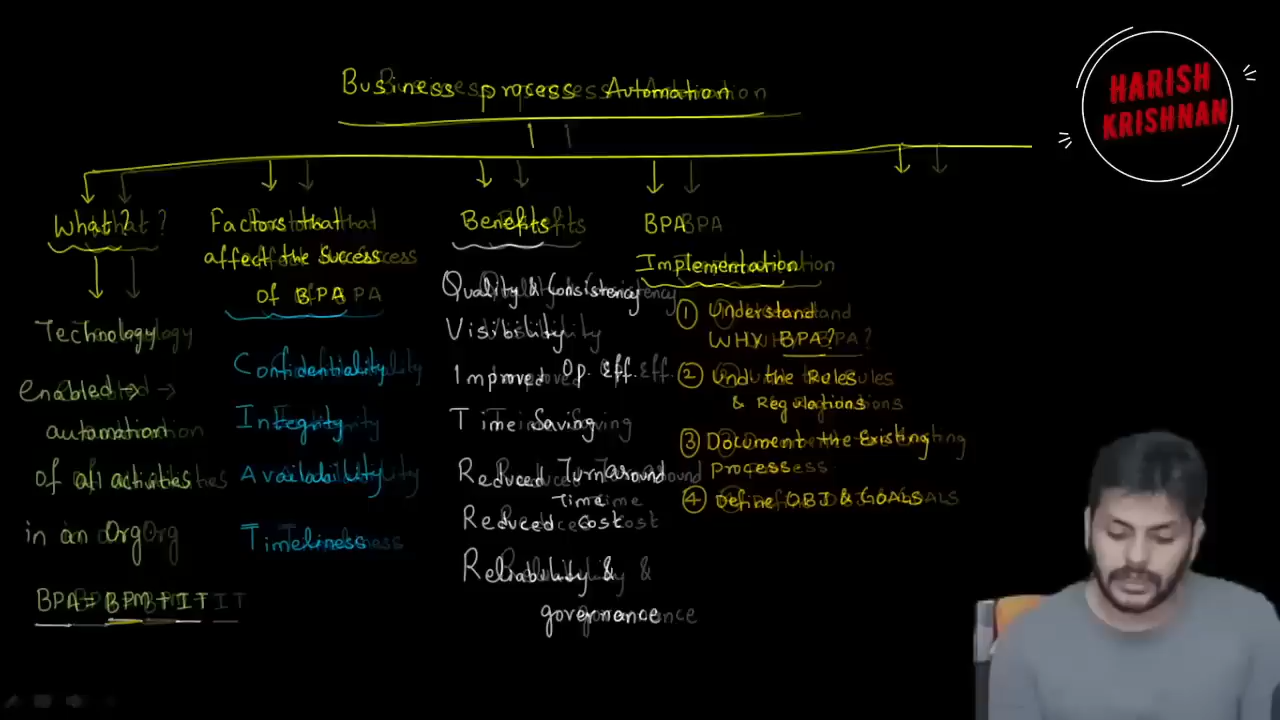 Business process Automation
HARISH
KRISHNAN
What?
Technology
enabled →
automation
of all activities
in an Org
BPA = BPM + IT
Factors that
affect the Success
of BPA
Confidentiality
Integrity
Availability
Timeliness
Benefits
Quality & Consistency
Visibility
Improved Op. Eff.
Time Saving
Reduced Turnaround
Time
Reduced cost
Reliability &
governance
BPA
Implementation
① Understand
WHY BPA?
② Und the Rules
& Regulations
③ Document the Existing
Processess
④ Define OBJ & GOALS